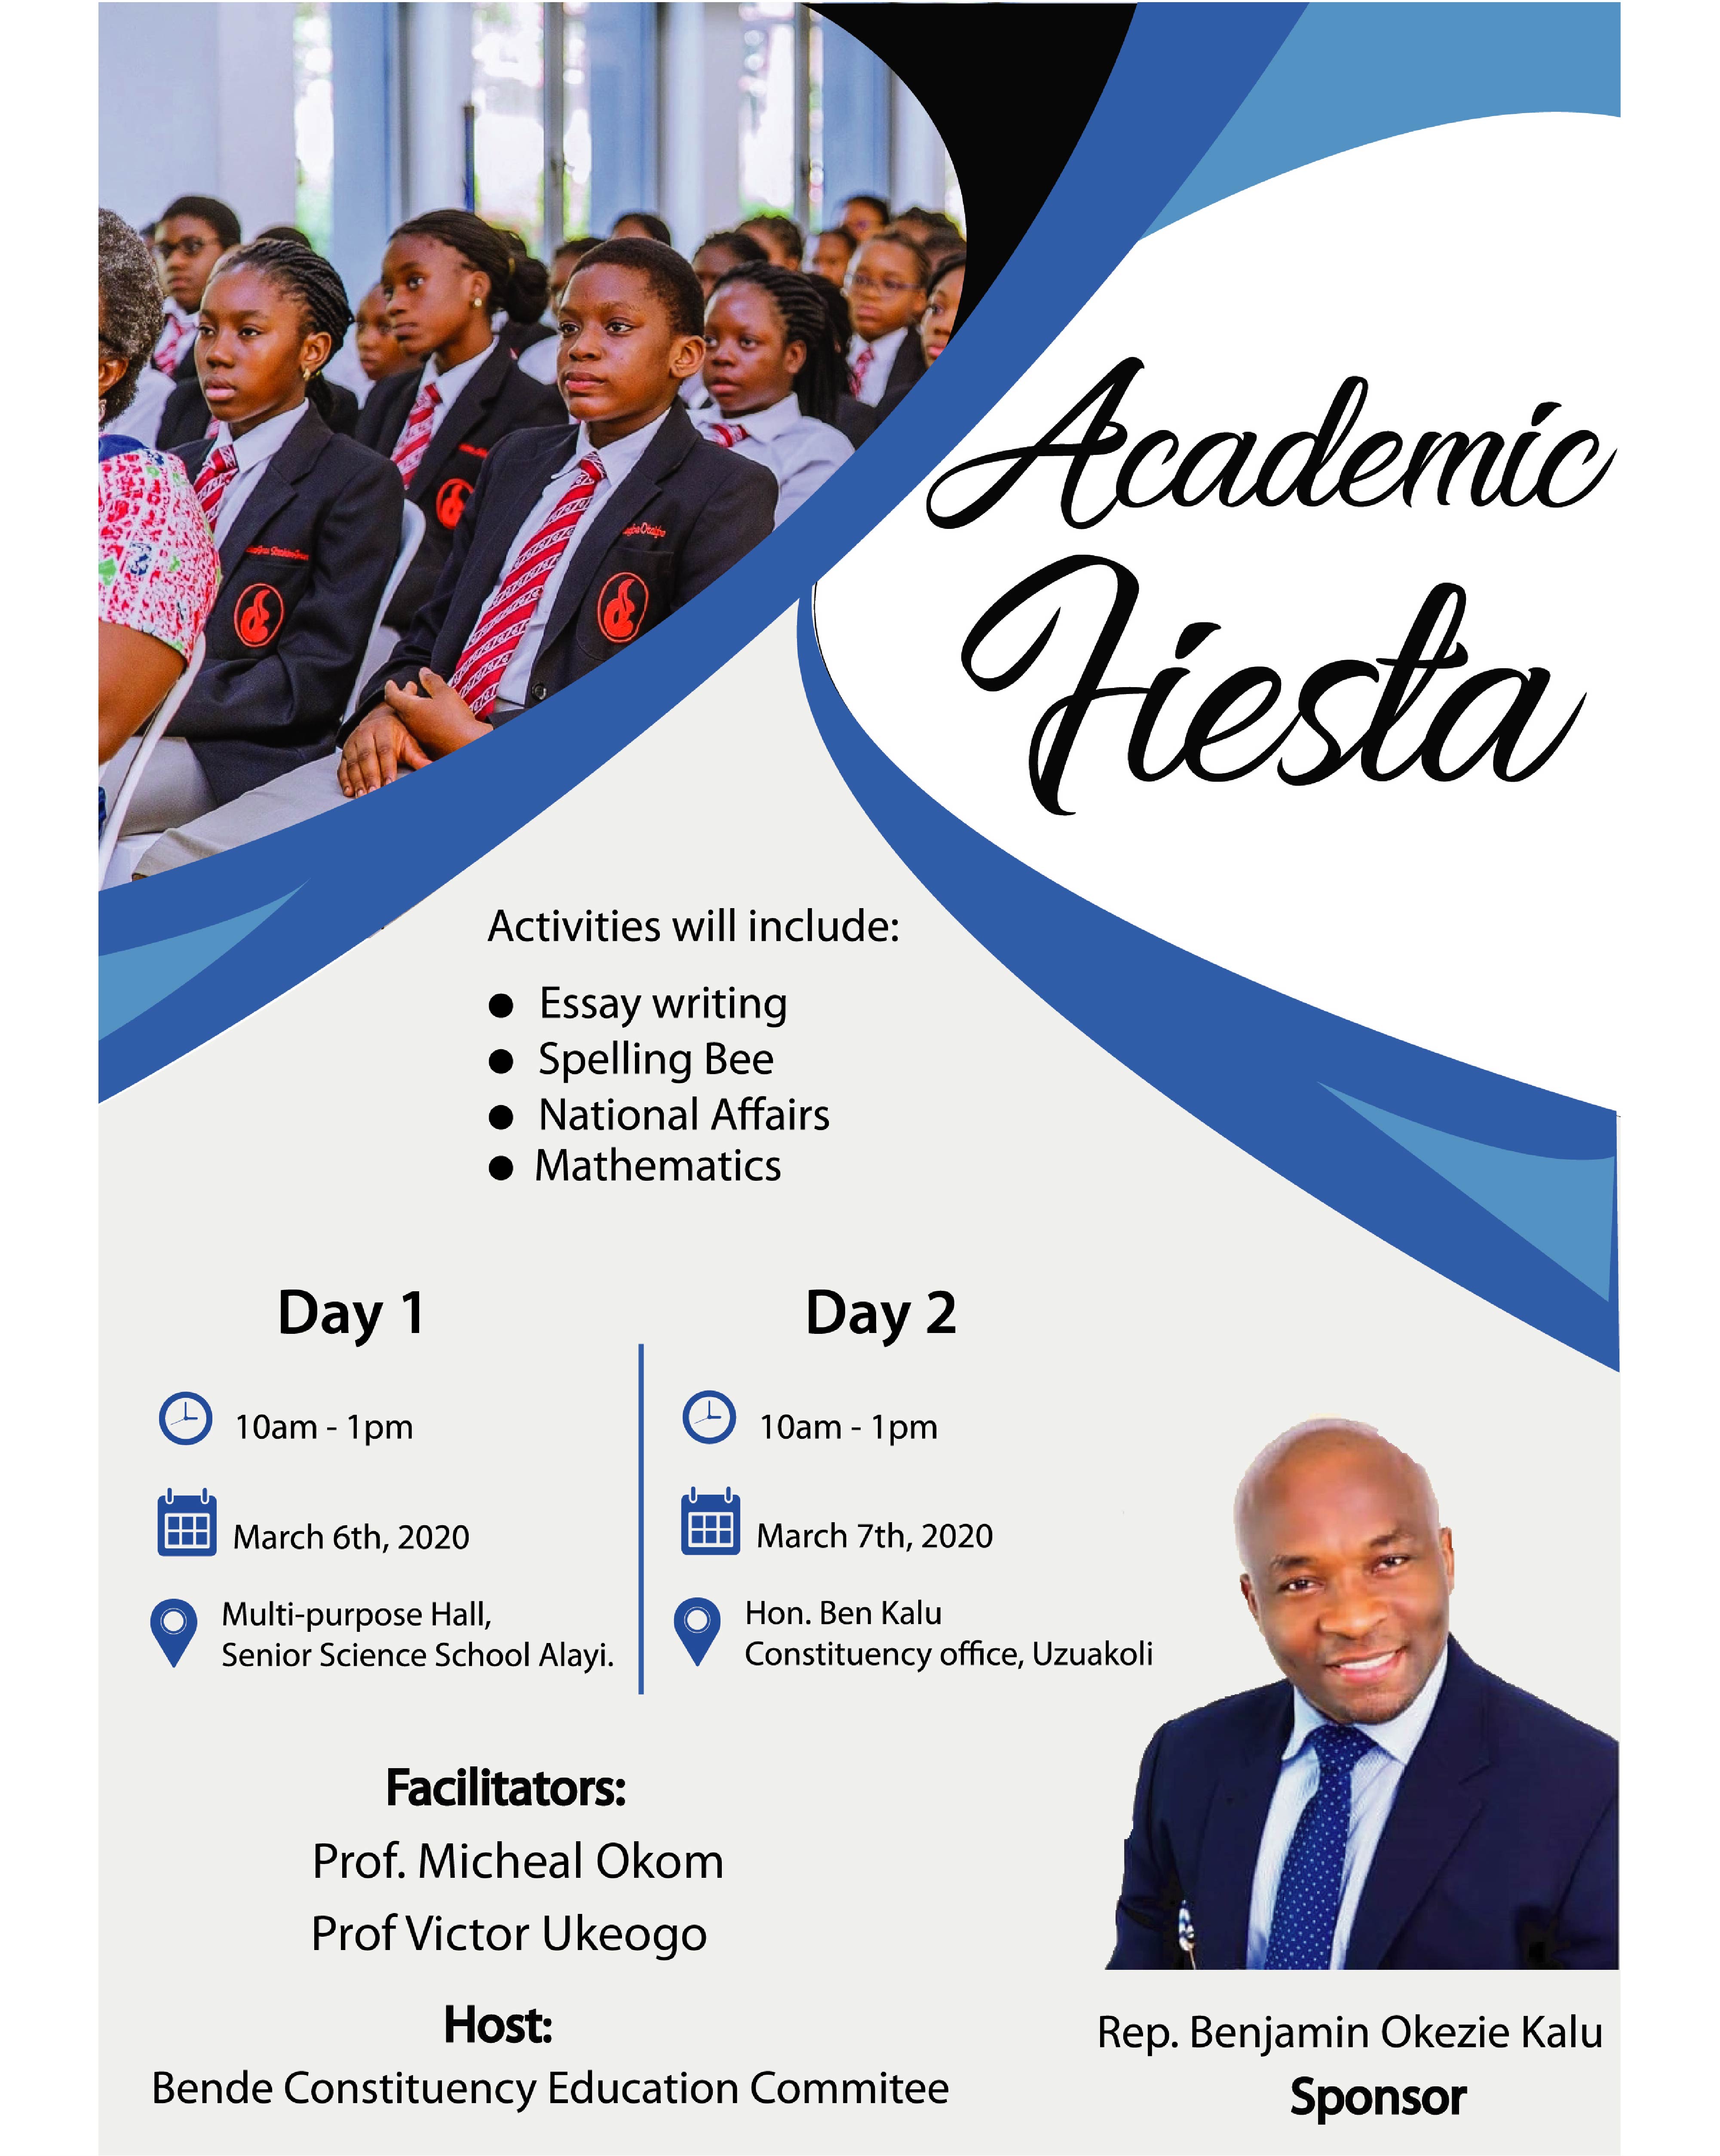 Academic
Fiesta
Activities will include:
● Essay writing
● Spelling Bee
● National Affairs
● Mathematics
Day 1
10am - 1pm
March 6th, 2020
Multi-purpose Hall,
Senior Science School Alayi.
Day 2
10am - 1pm
March 7th, 2020
Hon. Ben Kalu
Constituency office, Uzuakoli
Facilitators:
Prof. Micheal Okom
Prof Victor Ukeogo
Host:
Bende Constituency Education Commitee
Rep. Benjamin Okezie Kalu
Sponsor